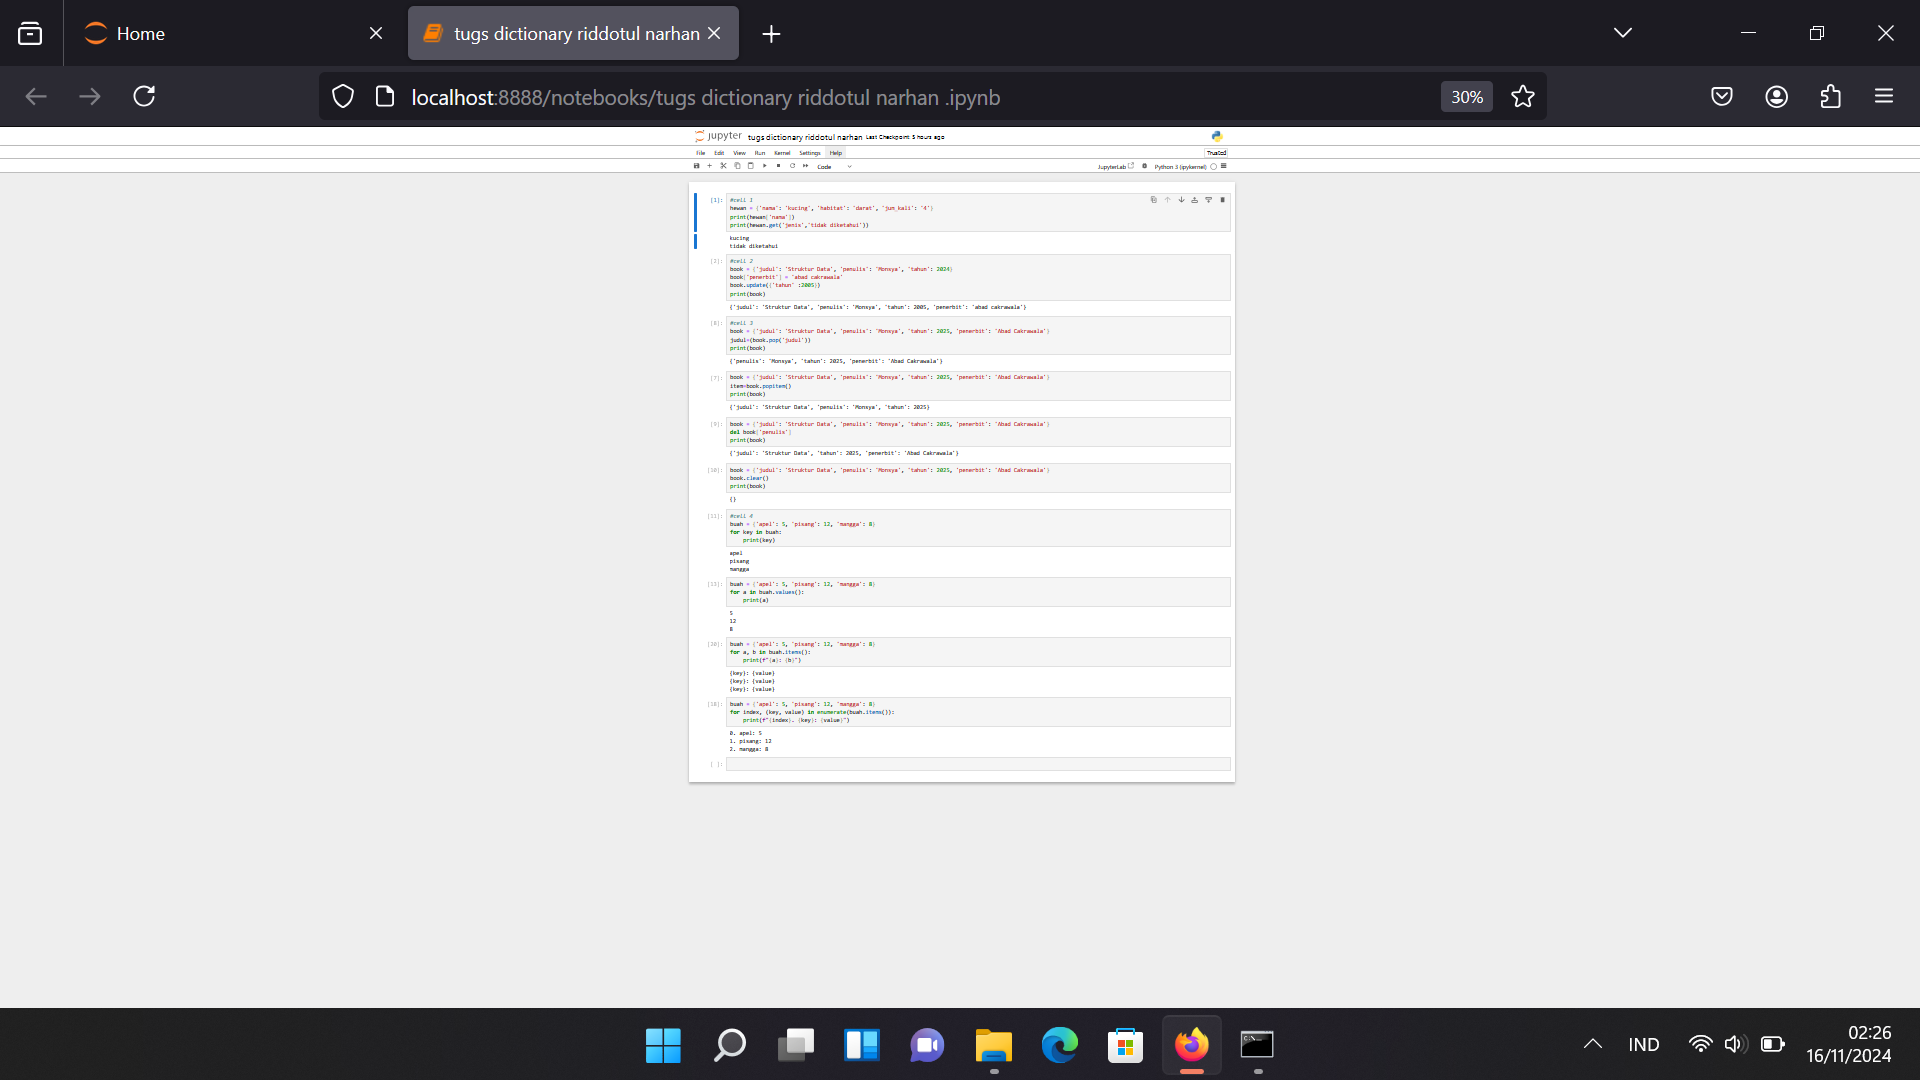 Home
tugs dictionary riddotul narhan
localhost:8888/notebooks/tugs dictionary riddotul narhan .ipynb
30%
jupyter tugs dictionary riddotul narhan Last Checkpoint: 5 hours ago
File Edit View Run Kernel Settings Help
Trusted
Code
JupyterLab
Python 3 (ipykernel)
[1]:
#cell 1
hewan = {'nama': 'kucing', 'habitat': 'darat', 'jum_kali': '4'}
print(hewan['nama'])
print(hewan.get('jenis','tidak diketahui'))
kucing
tidak diketahui
[2]:
#cell 2
book = {'judul': 'Struktur Data', 'penulis': 'Monsya', 'tahun': 2024}
book['penerbit'] = 'abad cakrawala'
book.update({'tahun' :2005})
print(book)
{'judul': 'Struktur Data', 'penulis': 'Monsya', 'tahun': 2005, 'penerbit': 'abad cakrawala'}
#cell 3
book = {'judul': 'Struktur Data', 'penulis': 'Monsya', 'tahun': 2025, 'penerbit': 'Abad Cakrawala'}
judul=(book.pop('judul'))
print(book)
{'penulis': 'Monsya', 'tahun': 2025, 'penerbit': 'Abad Cakrawala'}
[7]:
book = {'judul': 'Struktur Data', 'penulis': 'Monsya', 'tahun': 2025, 'penerbit': 'Abad Cakrawala'}
item=book.popitem()
print(book)
{'judul': 'Struktur Data', 'penulis': 'Monsya', 'tahun': 2025}
[9]:
book = {'judul': 'Struktur Data', 'penulis': 'Monsya', 'tahun': 2025, 'penerbit': 'Abad Cakrawala'}
del book['penulis']
print(book)
{'judul': 'Struktur Data', 'tahun': 2025, 'penerbit': 'Abad Cakrawala'}
[10]:
book = {'judul': 'Struktur Data', 'penulis': 'Monsya', 'tahun': 2025, 'penerbit': 'Abad Cakrawala'}
book.clear()
print(book)
{}
[11]:
#cell 4
buah = {'apel': 5, 'pisang': 12, 'mangga': 8}
for key in buah:
print(key)
apel
pisang
mangga
[13]:
buah = {'apel': 5, 'pisang': 12, 'mangga': 8}
for a in buah.values():
print(a)
5
12
8
[20]:
buah = {'apel': 5, 'pisang': 12, 'mangga': 8}
for a, b in buah.items():
print(f"{a}: {b}")
{key}: {value}
{key}: {value}
{key}: {value}
[18]:
buah = {'apel': 5, 'pisang': 12, 'mangga': 8}
for index, (key, value) in enumerate(buah.items()):
print(f"{index}. {key}: {value}")
0. apel: 5
1. pisang: 12
2. mangga: 8
[ ]:
IND
02:26
16/11/2024